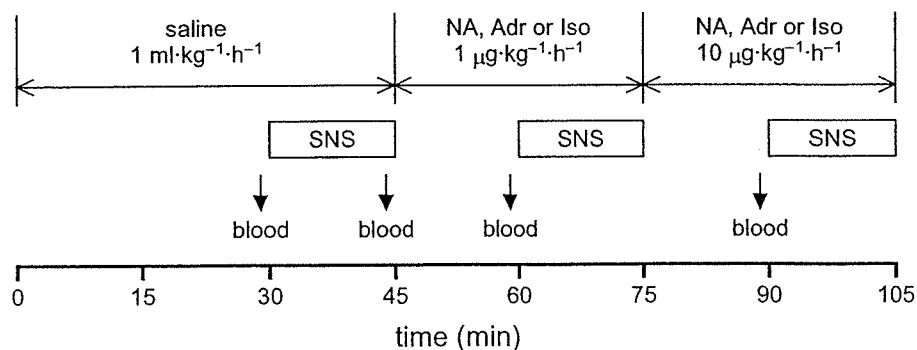 saline
1 ml·kg⁻¹·h⁻¹
NA, Adr or Iso
1 μg·kg⁻¹·h⁻¹
NA, Adr or Iso
10 μg·kg⁻¹·h⁻¹
SNS
SNS
SNS
blood
blood
blood
blood
0 15 30 45 60 75 90 105
time (min)